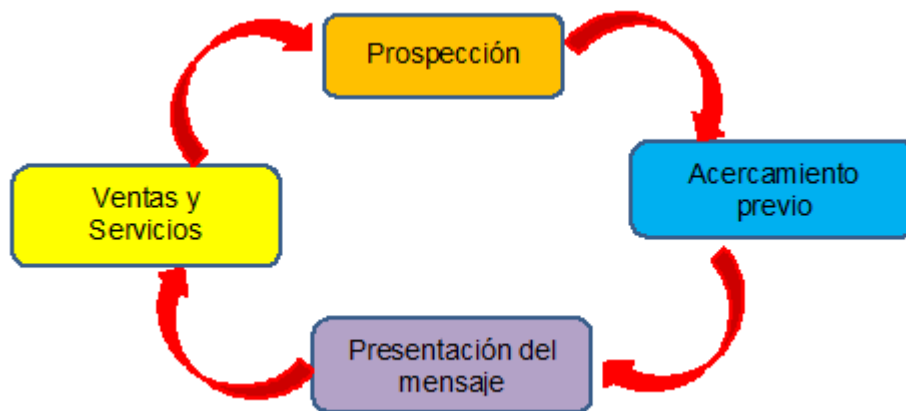 Prospección
Acercamiento
previo
Presentación del
mensaje
Ventas y
Servicios